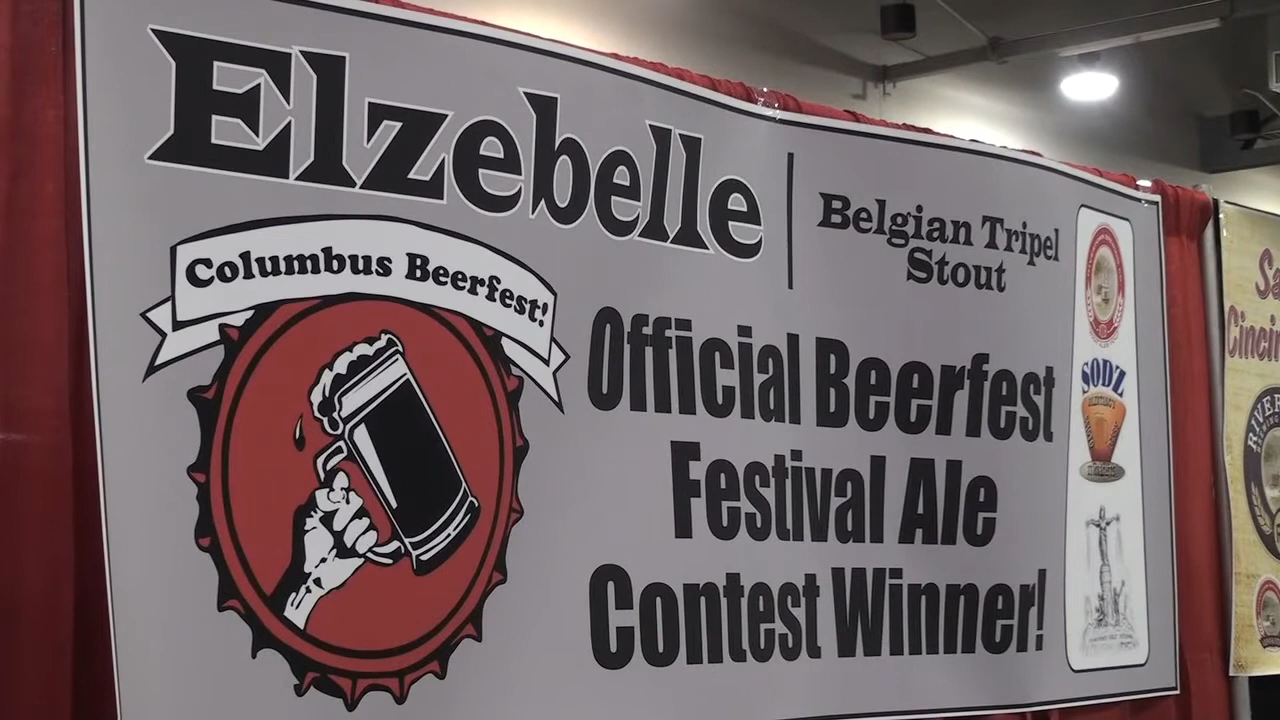 Elzebelle
Belgian Tripel
Stout
Columbus Beerfest!
Official Beerfest
Festival Ale
Contest Winner!
SODZ